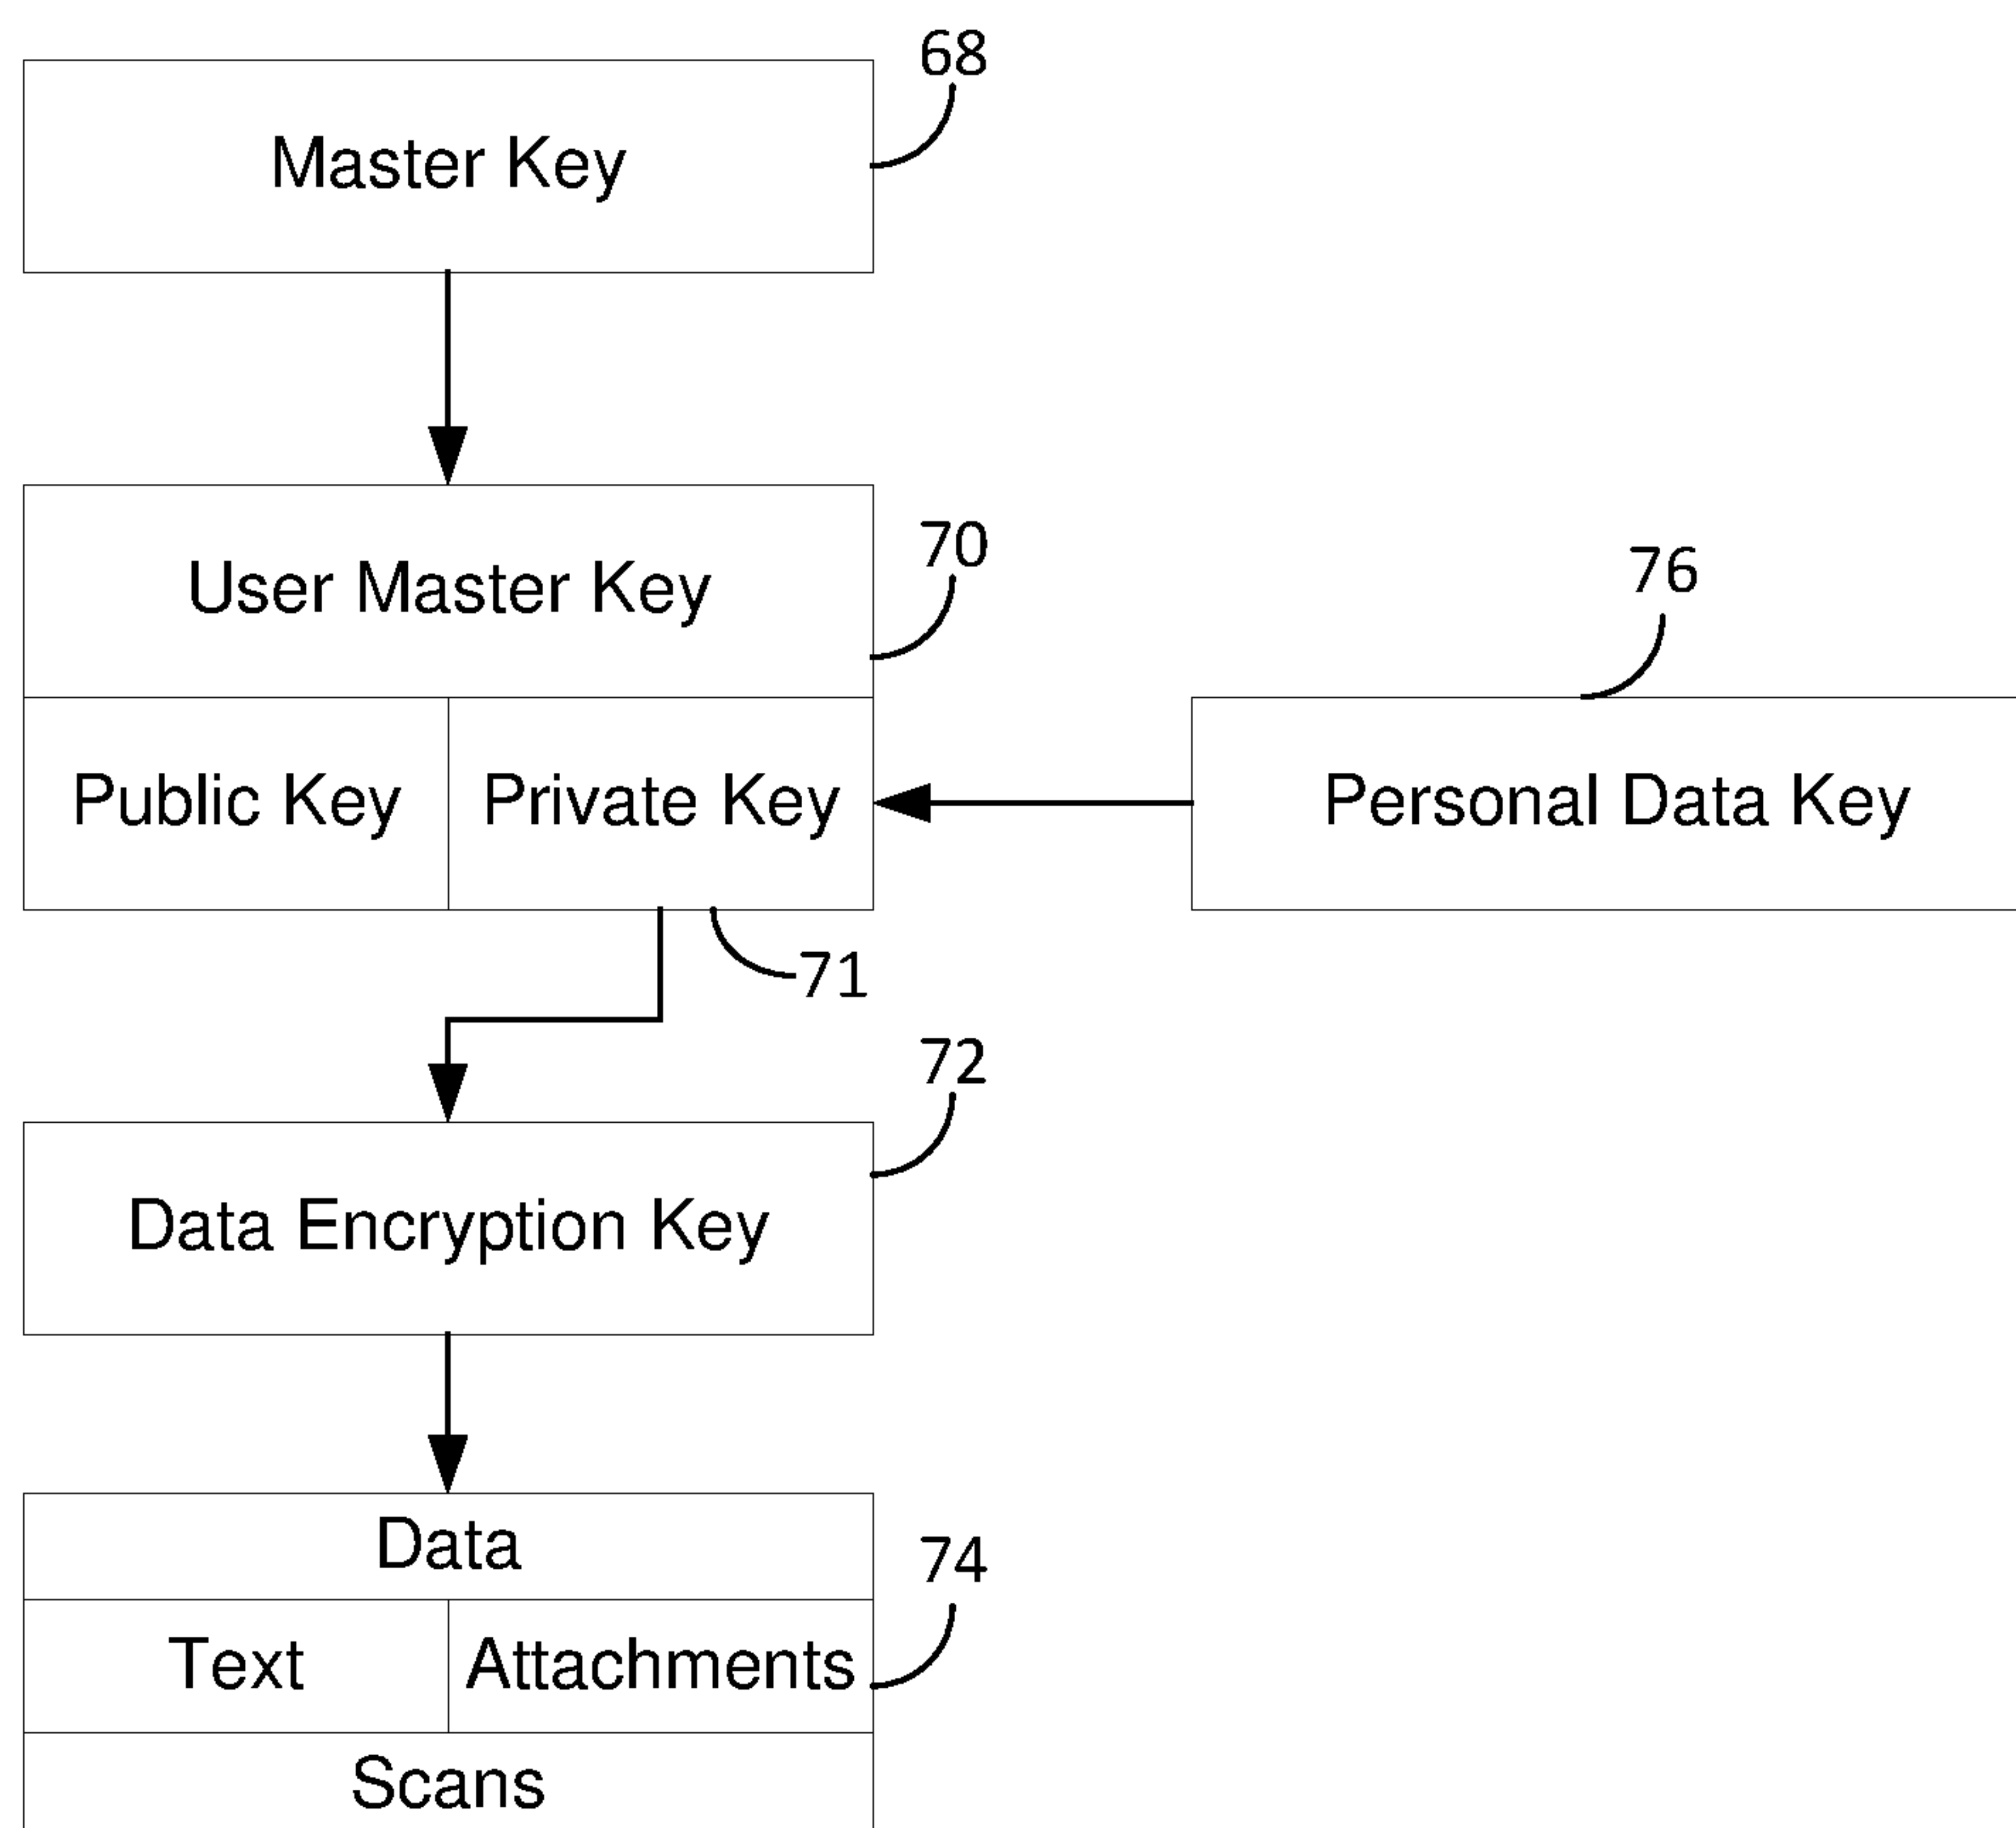 68
Master Key
70
User Master Key
76
Public Key Private Key
Personal Data Key
71
72
Data Encryption Key
Data
74
Text Attachments
Scans